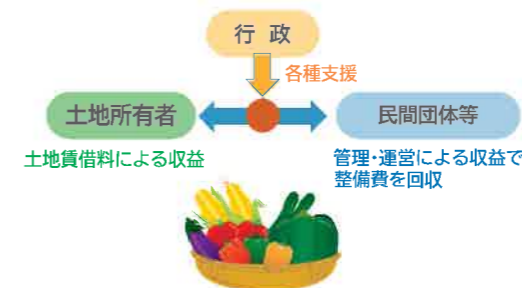 行 政
各種支援
土地所有者
民間団体等
土地賃借料による収益
管理・運営による収益で
整備費を回収